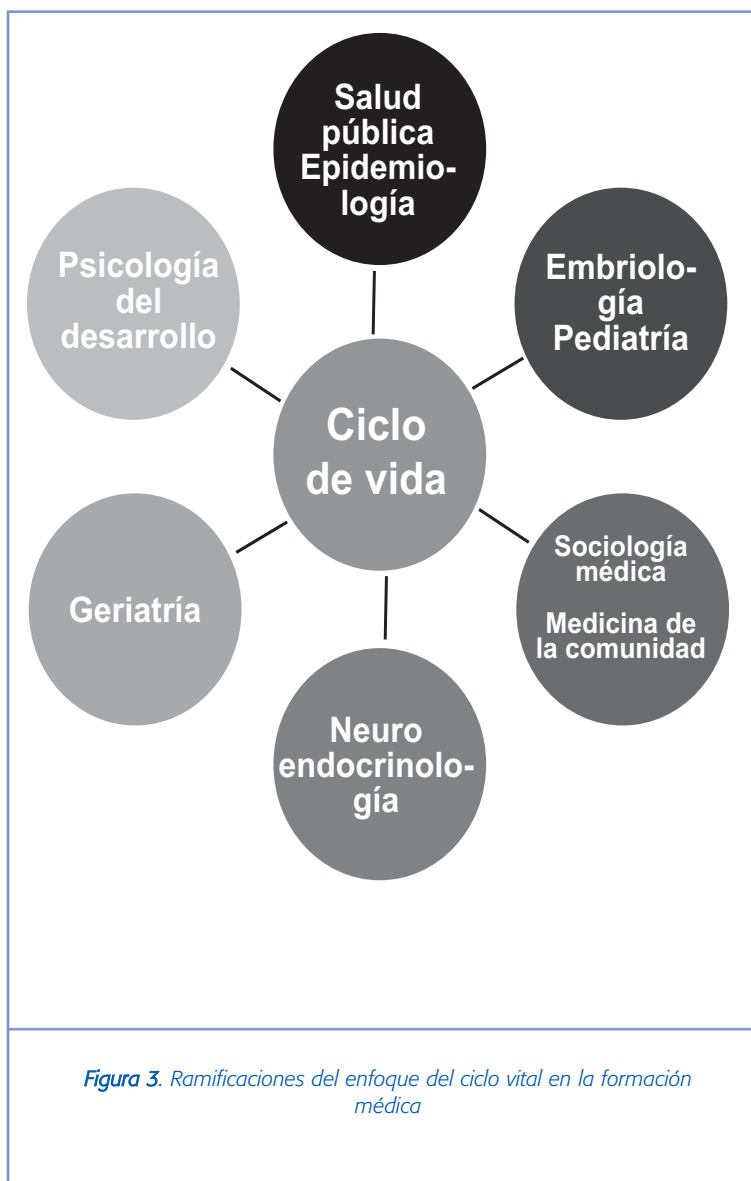 Salud
pública
Epidemio-
logía
Psicología
del
desarrollo
Embriolo-
gía
Pediatría
Ciclo
de vida
Geriatría
Sociología
médica
Medicina de
la comunidad
Neuro
endocrinolo-
gía
Figura 3. Ramificaciones del enfoque del ciclo vital en la formación
médica